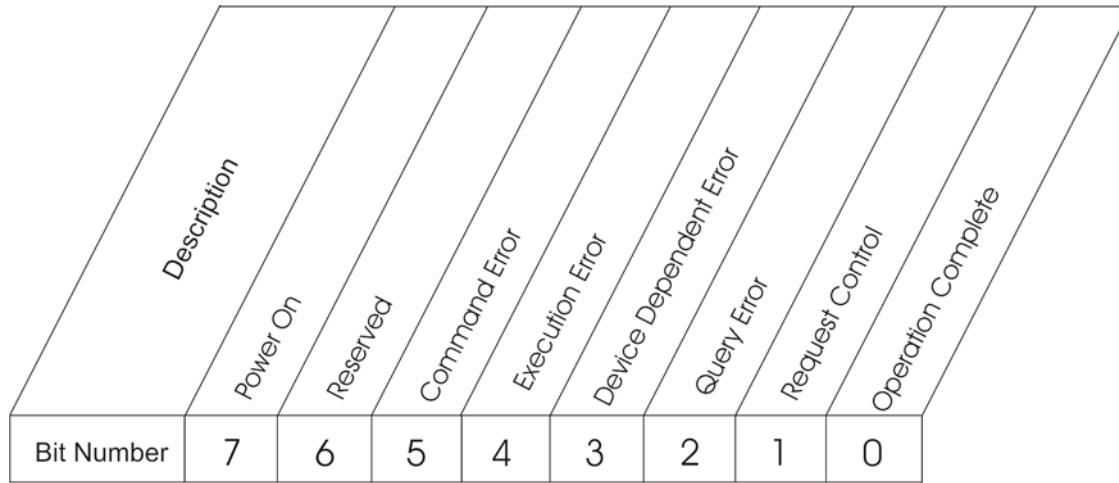 Description
Power On
Reserved
Command Error
Execution Error
Device Dependent Error
Query Error
Request Control
Operation Complete
Bit Number 7 6 5 4 3 2 1 0